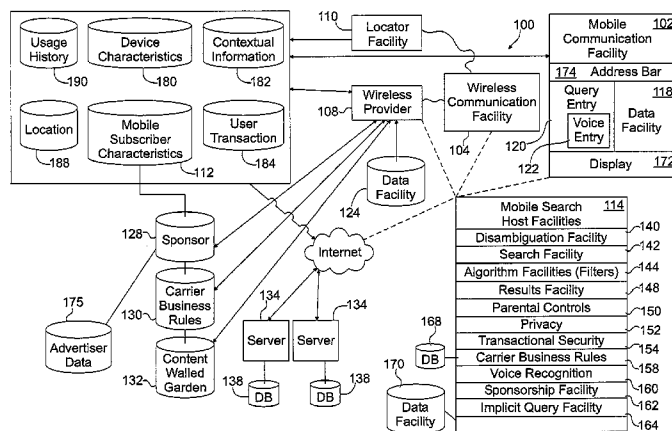 Usage
History
190
Device
Characteristics
180
Contextual
Information
182
110
Locator
Facility
100
Mobile
Communication
Facility
102
174
Address Bar
Query
Entry
Voice
Entry
120
122
118
Data
Facility
Display
172
Location
188
Mobile
Subscriber
Characteristics
112
User
Transaction
184
108
Wireless
Provider
Wireless
Communication
Facility
104
124
Data
Facility
Internet
128
Sponsor
130
Carrier
Business
Rules
132
Content
Walled
Garden
175
Advertiser
Data
134
134
Server
Server
DB
138
DB
138
Mobile Search
Host Facilities
114
Disambiguation Facility
140
Search Facility
142
Algorithm Facilities (Filters)
144
Results Facility
148
Parental Controls
150
Privacy
152
Transactional Security
154
Carrier Business Rules
158
Voice Recognition
160
Sponsorship Facility
162
Implicit Query Facility
164
168
DB
170
Data
Facility